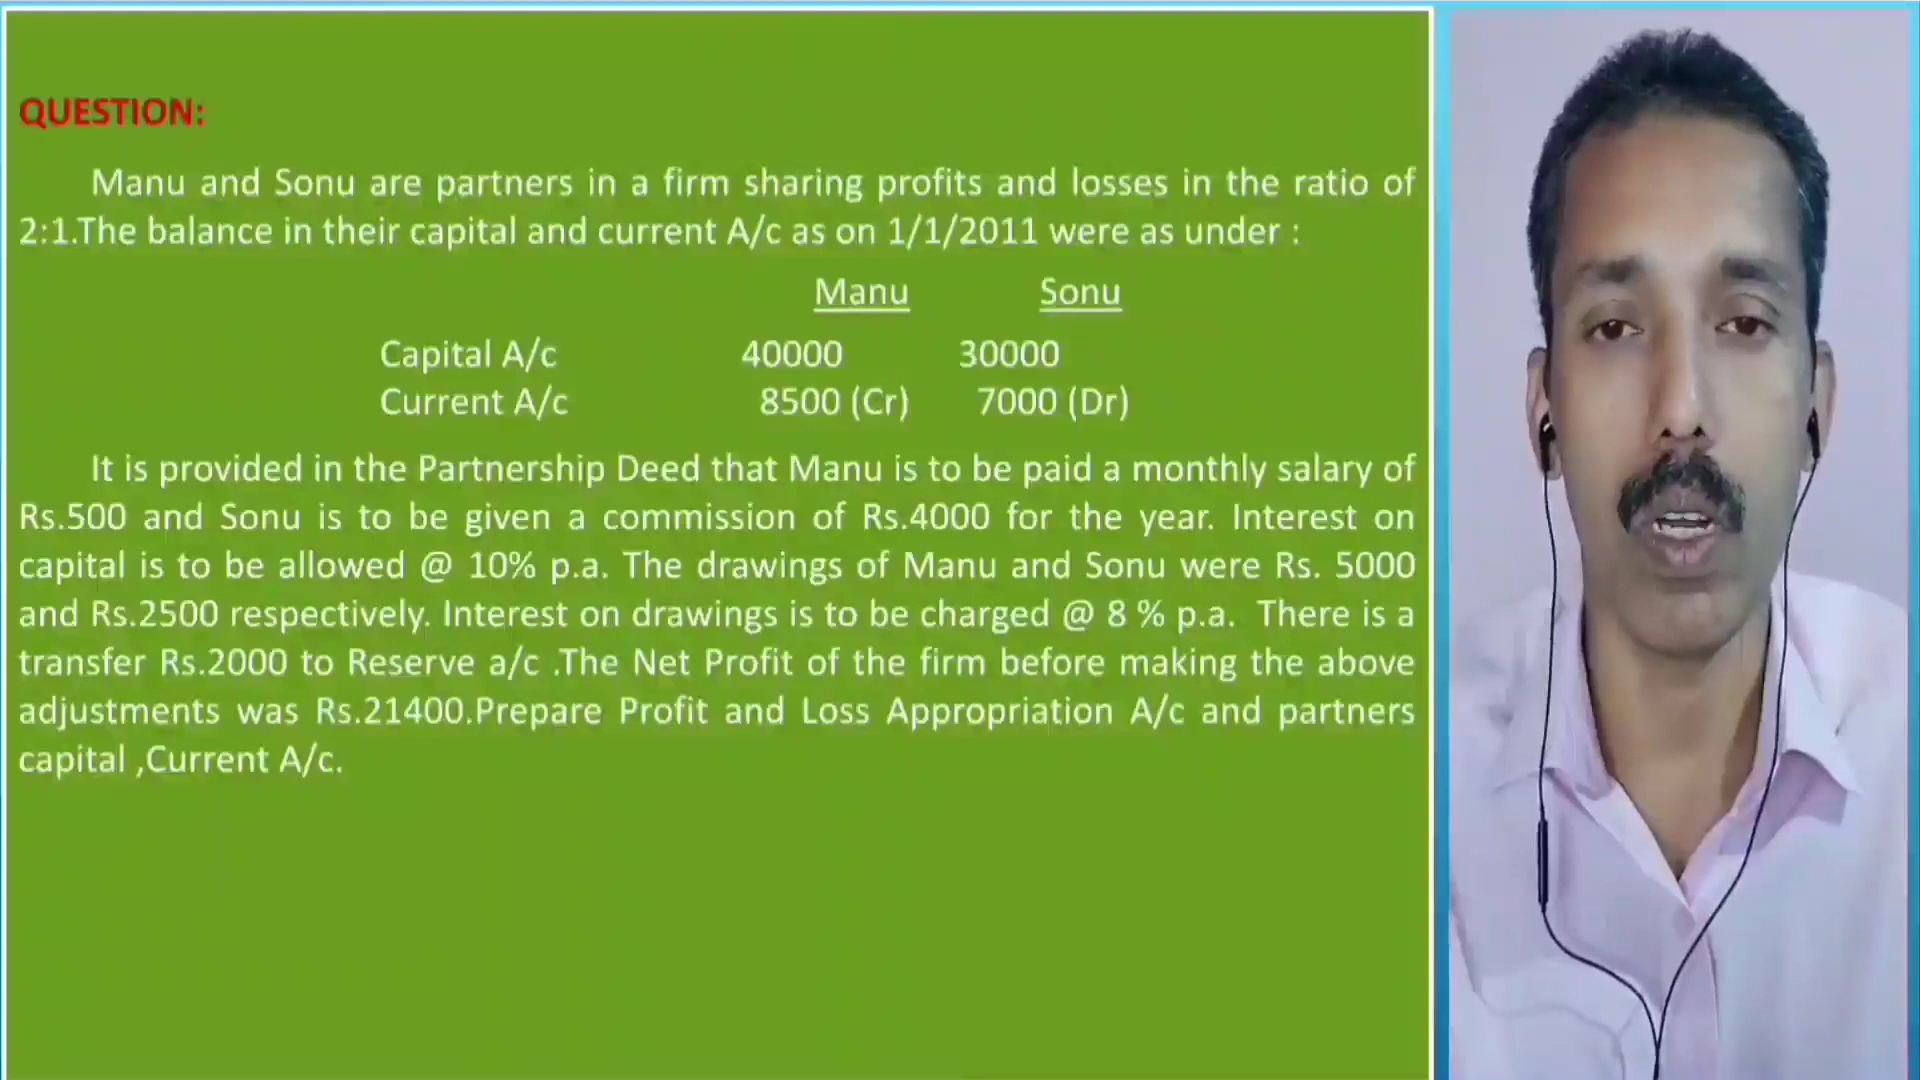 QUESTION:
Manu and Sonu are partners in a firm sharing profits and losses in the ratio of
2:1.The balance in their capital and current A/c as on 1/1/2011 were as under :
Manu Sonu
Capital A/c 40000 30000
Current A/c 8500 (Cr) 7000 (Dr)
It is provided in the Partnership Deed that Manu is to be paid a monthly salary of
Rs.500 and Sonu is to be given a commission of Rs.4000 for the year. Interest on
capital is to be allowed @ 10% p.a. The drawings of Manu and Sonu were Rs. 5000
and Rs.2500 respectively. Interest on drawings is to be charged @ 8 % p.a. There is a
transfer Rs.2000 to Reserve a/c .The Net Profit of the firm before making the above
adjustments was Rs.21400.Prepare Profit and Loss Appropriation A/c and partners
capital ,Current A/c.